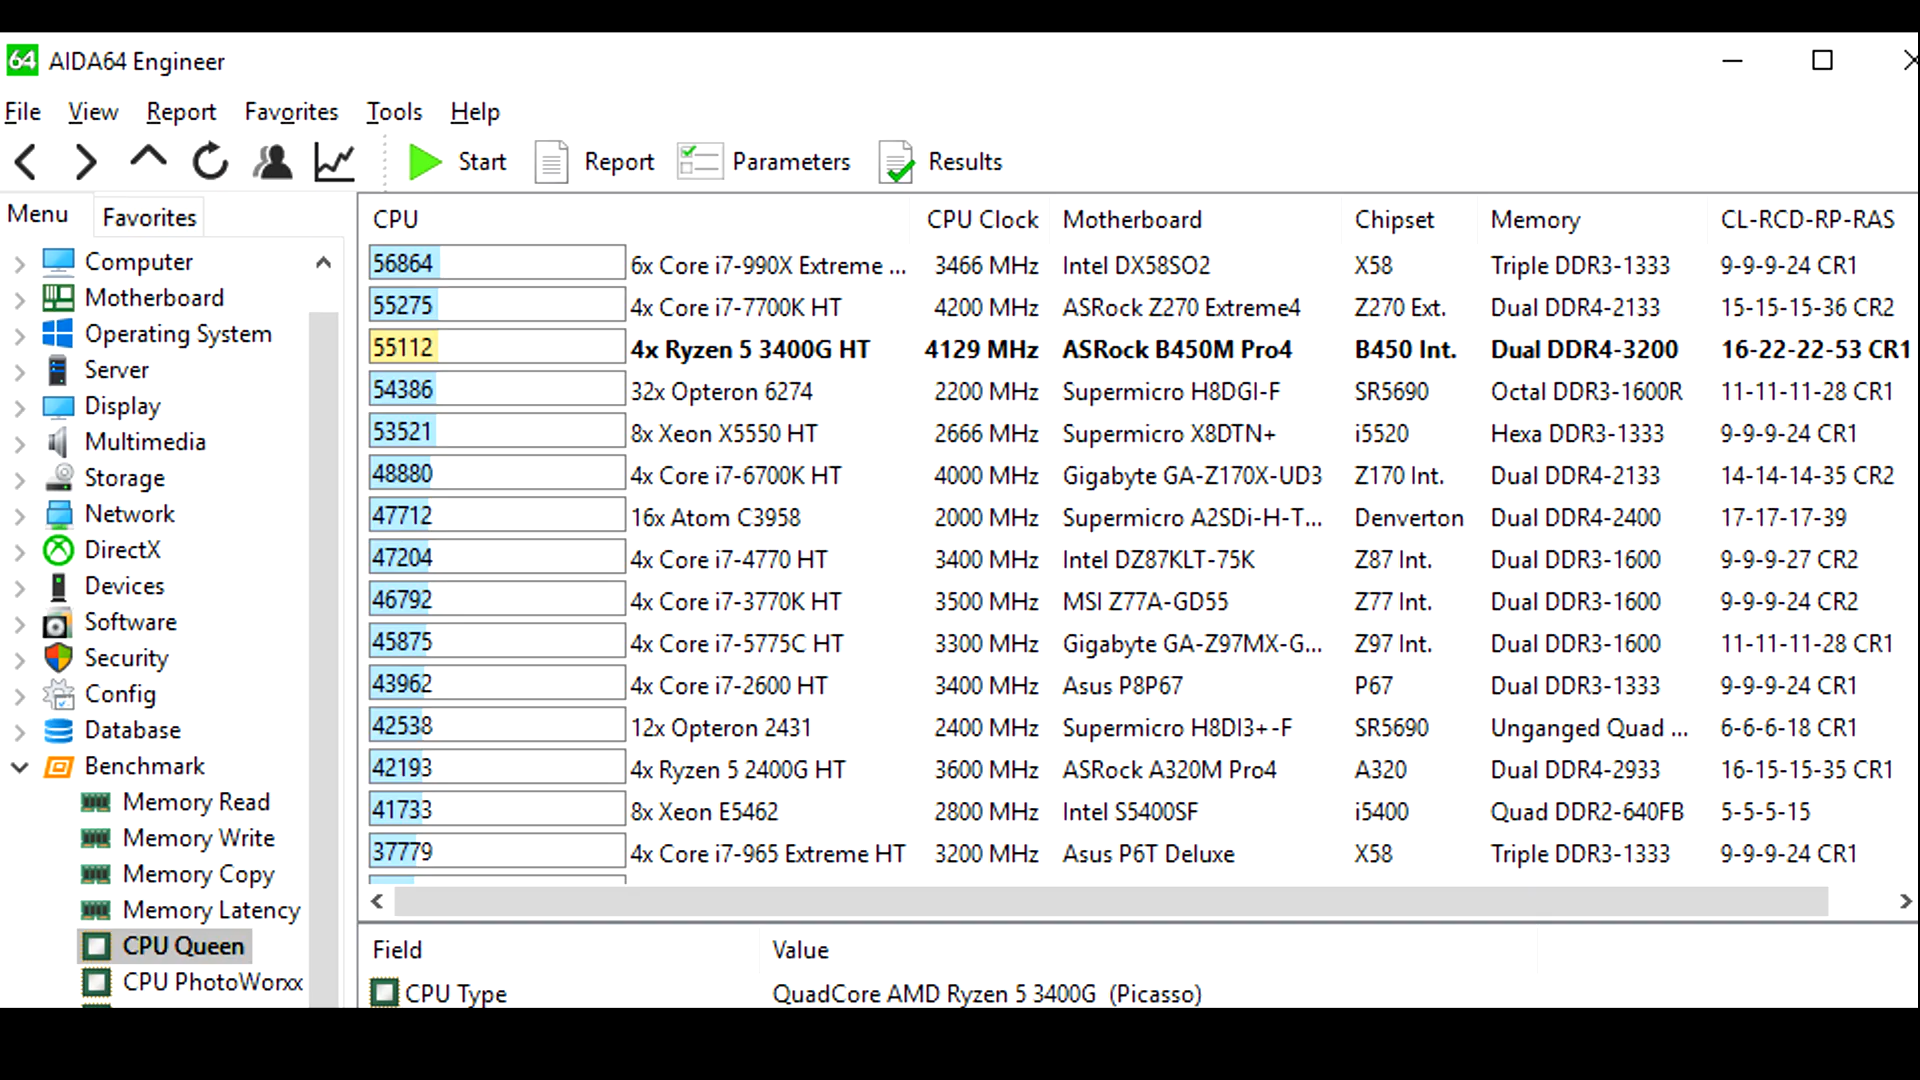 64 AIDA64 Engineer
File View Report Favorites Tools Help
Start Report Parameters Results
Menu Favorites
Computer
Motherboard
Operating System
Server
Display
Multimedia
Storage
Network
DirectX
Devices
Software
Security
Config
Database
Benchmark
Memory Read
Memory Write
Memory Copy
Memory Latency
CPU Queen
CPU PhotoWorxx
CPU CPU Clock Motherboard Chipset Memory CL-RCD-RP-RAS
56864 6x Core i7-990X Extreme ... 3466 MHz Intel DX58SO2 X58 Triple DDR3-1333 9-9-9-24 CR1
55275 4x Core i7-7700K HT 4200 MHz ASRock Z270 Extreme4 Z270 Ext. Dual DDR4-2133 15-15-15-36 CR2
55112 4x Ryzen 5 3400G HT 4129 MHz ASRock B450M Pro4 B450 Int. Dual DDR4-3200 16-22-22-53 CR1
54386 32x Opteron 6274 2200 MHz Supermicro H8DGI-F SR5690 Octal DDR3-1600R 11-11-11-28 CR1
53521 8x Xeon X5550 HT 2666 MHz Supermicro X8DTN+ i5520 Hexa DDR3-1333 9-9-9-24 CR1
48880 4x Core i7-6700K HT 4000 MHz Gigabyte GA-Z170X-UD3 Z170 Int. Dual DDR4-2133 14-14-14-35 CR2
47712 16x Atom C3958 2000 MHz Supermicro A2SDi-H-T... Denverton Dual DDR4-2400 17-17-17-39
47204 4x Core i7-4770 HT 3400 MHz Intel DZ87KLT-75K Z87 Int. Dual DDR3-1600 9-9-9-27 CR2
46792 4x Core i7-3770K HT 3500 MHz MSI Z77A-GD55 Z77 Int. Dual DDR3-1600 9-9-9-24 CR2
45875 4x Core i7-5775C HT 3300 MHz Gigabyte GA-Z97MX-G... Z97 Int. Dual DDR3-1600 11-11-11-28 CR1
43962 4x Core i7-2600 HT 3400 MHz Asus P8P67 P67 Dual DDR3-1333 9-9-9-24 CR1
42538 12x Opteron 2431 2400 MHz Supermicro H8DI3+-F SR5690 Unganged Quad ... 6-6-6-18 CR1
42193 4x Ryzen 5 2400G HT 3600 MHz ASRock A320M Pro4 A320 Dual DDR4-2933 16-15-15-35 CR1
41733 8x Xeon E5462 2800 MHz Intel S5400SF i5400 Quad DDR2-640FB 5-5-5-15
37779 4x Core i7-965 Extreme HT 3200 MHz Asus P6T Deluxe X58 Triple DDR3-1333 9-9-9-24 CR1
Field Value
CPU Type QuadCore AMD Ryzen 5 3400G (Picasso)